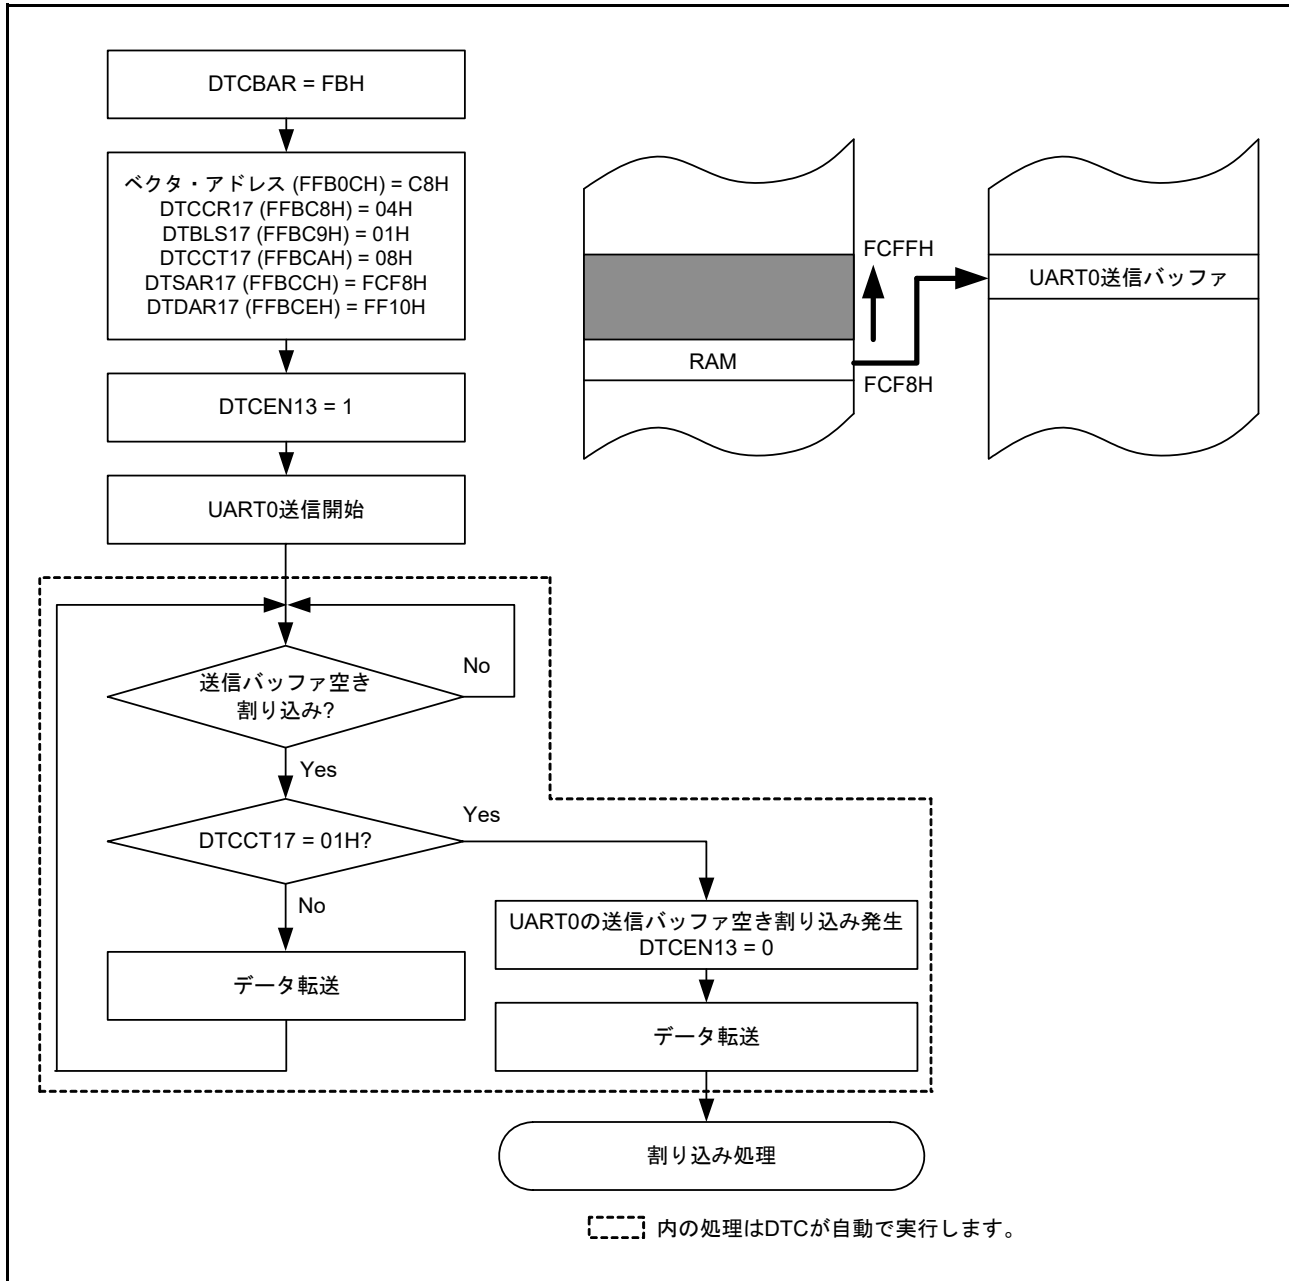 DTCBAR = FBH
ベクタ・アドレス (FFB0CH) = C8H
DTCCR17 (FFBC8H) = 04H
DTBLS17 (FFBC9H) = 01H
DTCCT17 (FFBCAH) = 08H
DTSAR17 (FFBCCH) = FCF8H
DTDAR17 (FFBCEH) = FF10H
DTCEN13 = 1
UART0送信開始
送信バッファ空き
割り込み?
No
Yes
DTCCT17 = 01H?
Yes
No
データ転送
UART0の送信バッファ空き割り込み発生
DTCEN13 = 0
データ転送
割り込み処理
FCFFH
RAM
FCF8H
UART0送信バッファ
内の処理はDTCが自動で実行します。